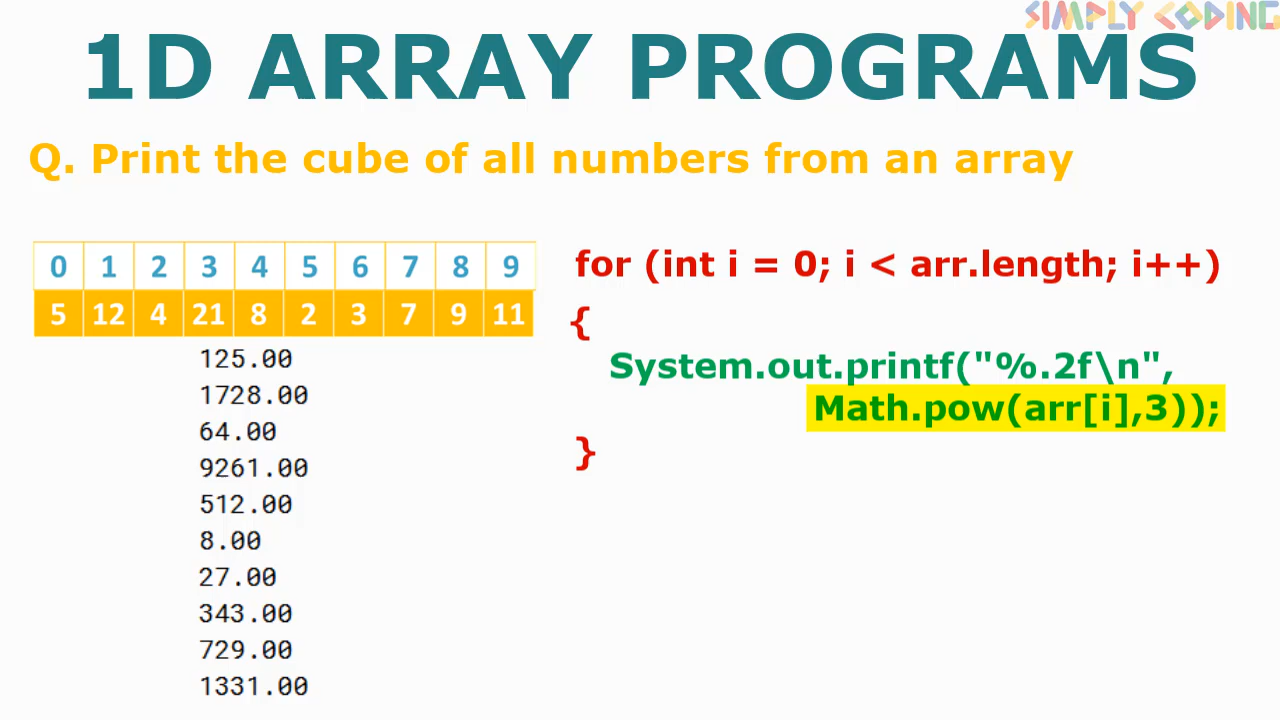 SIMPLY CODING
1D ARRAY PROGRAMS
Q. Print the cube of all numbers from an array
0 1 2 3 4 5 6 7 8 9
5 12 4 21 8 2 3 7 9 11
125.00
1728.00
64.00
9261.00
512.00
8.00
27.00
343.00
729.00
1331.00
for (int i = 0; i < arr.length; i++)
{
System.out.printf("%.2f\n",
Math.pow(arr[i],3));
}